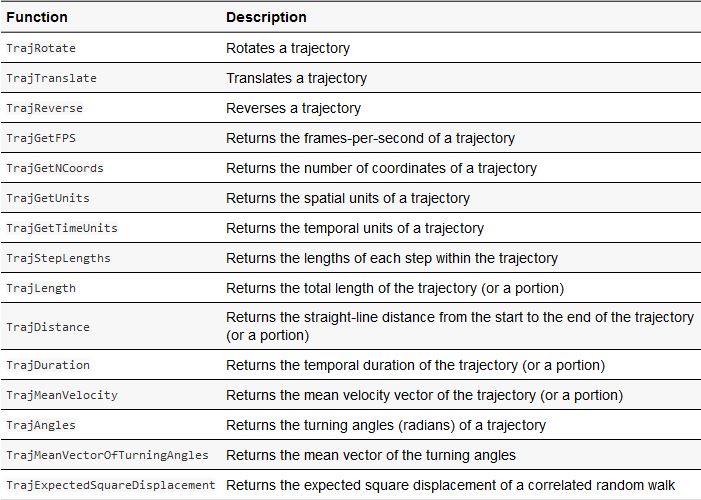 Function Description
TrajRotate Rotates a trajectory
TrajTranslate Translates a trajectory
TrajReverse Reverses a trajectory
TrajGetFPS Returns the frames-per-second of a trajectory
TrajGetNCoords Returns the number of coordinates of a trajectory
TrajGetUnits Returns the spatial units of a trajectory
TrajGetTimeUnits Returns the temporal units of a trajectory
TrajStepLengths Returns the lengths of each step within the trajectory
TrajLength Returns the total length of the trajectory (or a portion)
TrajDistance Returns the straight-line distance from the start to the end of the trajectory
(or a portion)
TrajDuration Returns the temporal duration of the trajectory (or a portion)
TrajMeanVelocity Returns the mean velocity vector of the trajectory (or a portion)
TrajAngles Returns the turning angles (radians) of a trajectory
TrajMeanVectorOfTurningAngles Returns the mean vector of the turning angles
TrajExpectedSquareDisplacement Returns the expected square displacement of a correlated random walk